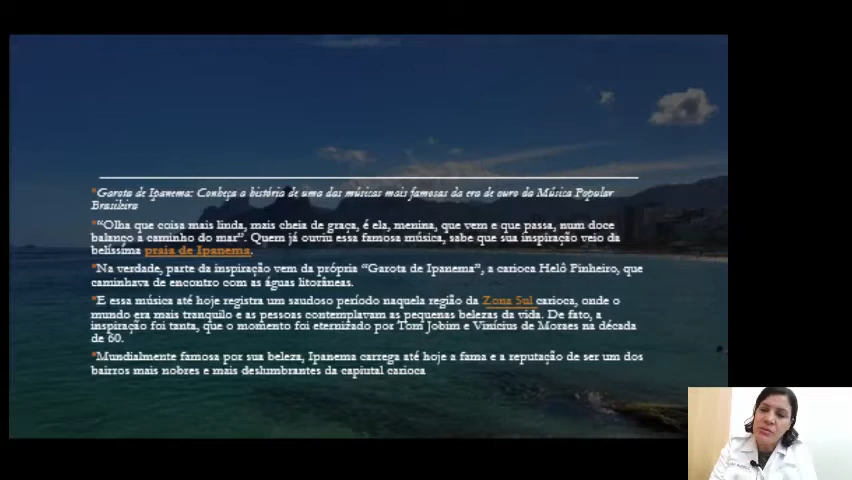 *Garota de Ipanema: Conheça a história de uma das músicas mais famosas da era de ouro da Música Popular
Brasileira
*"Olha que coisa mais linda, mais cheia de graça, é ela, menina, que vem e que passa, num doce
balanço à caminho do mar". Quem já ouviu essa famosa música, sabe que sua inspiração veio da
belíssima praia de Ipanema.
*Na verdade, parte da inspiração vem da própria "Garota de Ipanema", a carioca Helô Pinheiro, que
caminhava de encontro com as águas litorâneas.
*E essa música até hoje registra um saudoso período naquela região da Zona Sul carioca, onde o
mundo era mais tranquilo e as pessoas contemplavam as pequenas belezas da vida. De fato, a
inspiração foi tanta, que o momento foi eternizado por Tom Jobim e Vinícius de Moraes na década
de 60.
*Mundialmente famosa por sua beleza, Ipanema carrega até hoje a fama e a reputação de ser um dos
bairros mais nobres e mais deslumbrantes da capiutal carioca